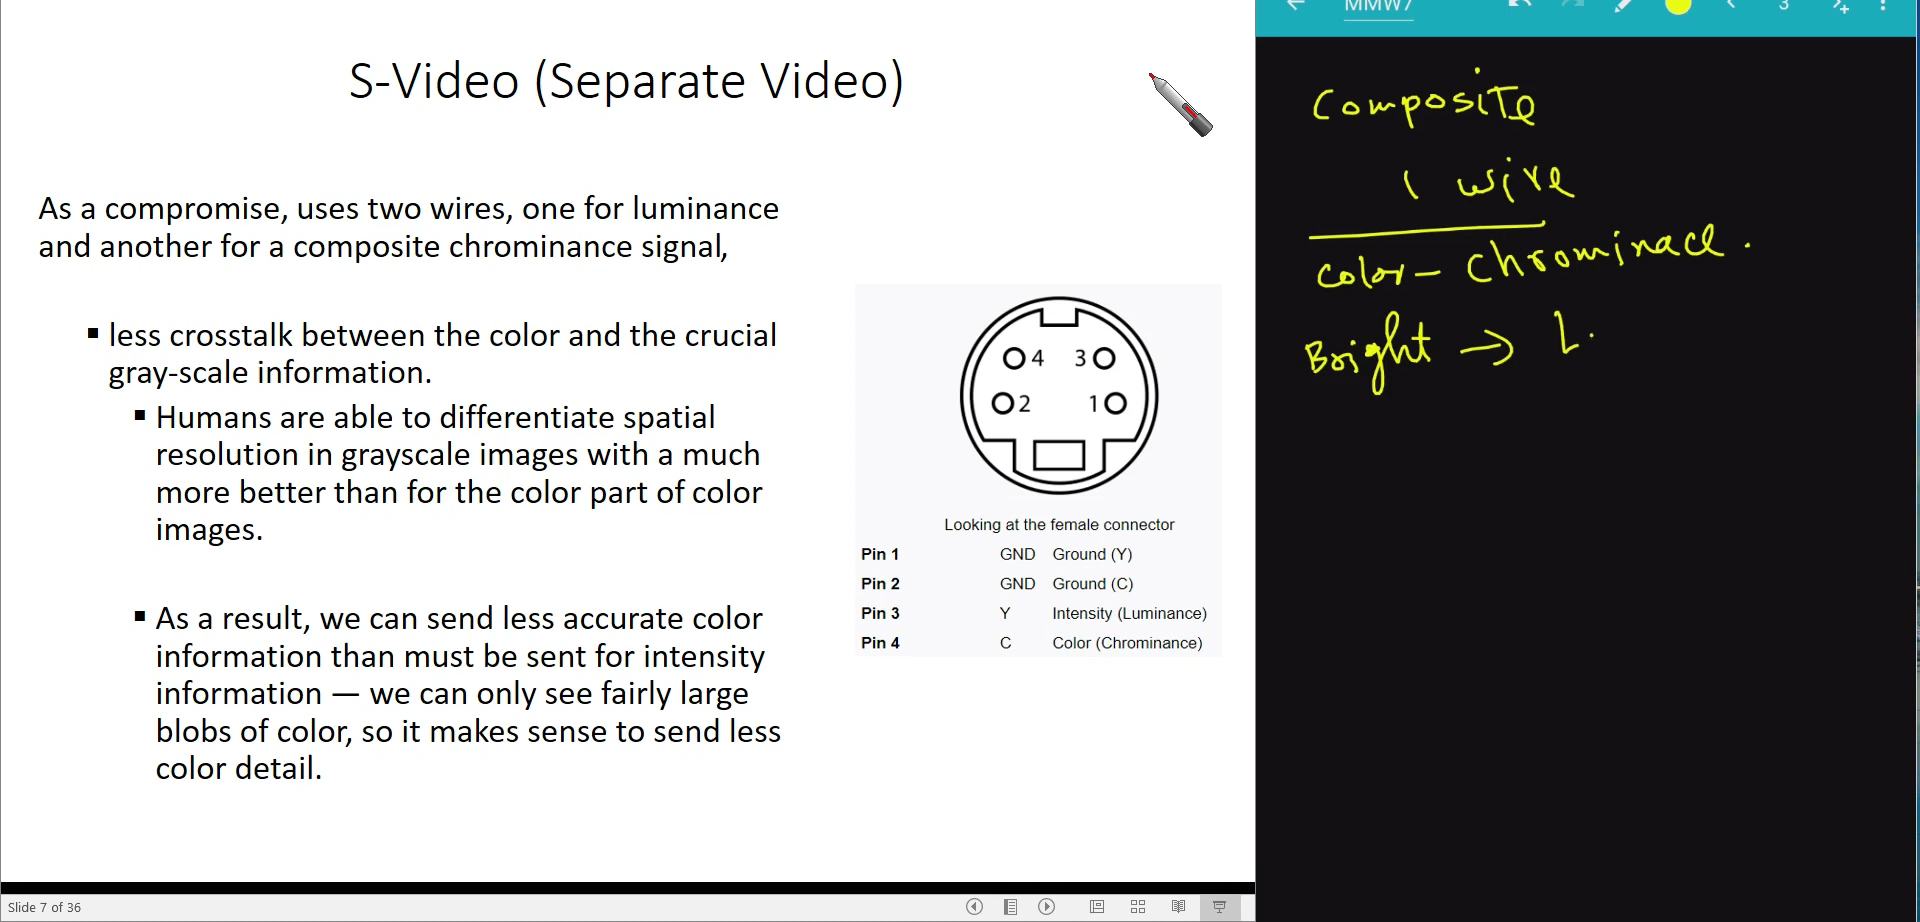 S-Video (Separate Video)
As a compromise, uses two wires, one for luminance
and another for a composite chrominance signal,
less crosstalk between the color and the crucial
gray-scale information.
Humans are able to differentiate spatial
resolution in grayscale images with a much
more better than for the color part of color
images.
As a result, we can send less accurate color
information than must be sent for intensity
information — we can only see fairly large
blobs of color, so it makes sense to send less
color detail.
4 3
2 1
Looking at the female connector
Pin 1 GND Ground (Y)
Pin 2 GND Ground (C)
Pin 3 Y Intensity (Luminance)
Pin 4 C Color (Chrominance)
Slide 7 of 36
MMW7 3
Composite
1 wire
Color - Chrominace.
Bright → L.